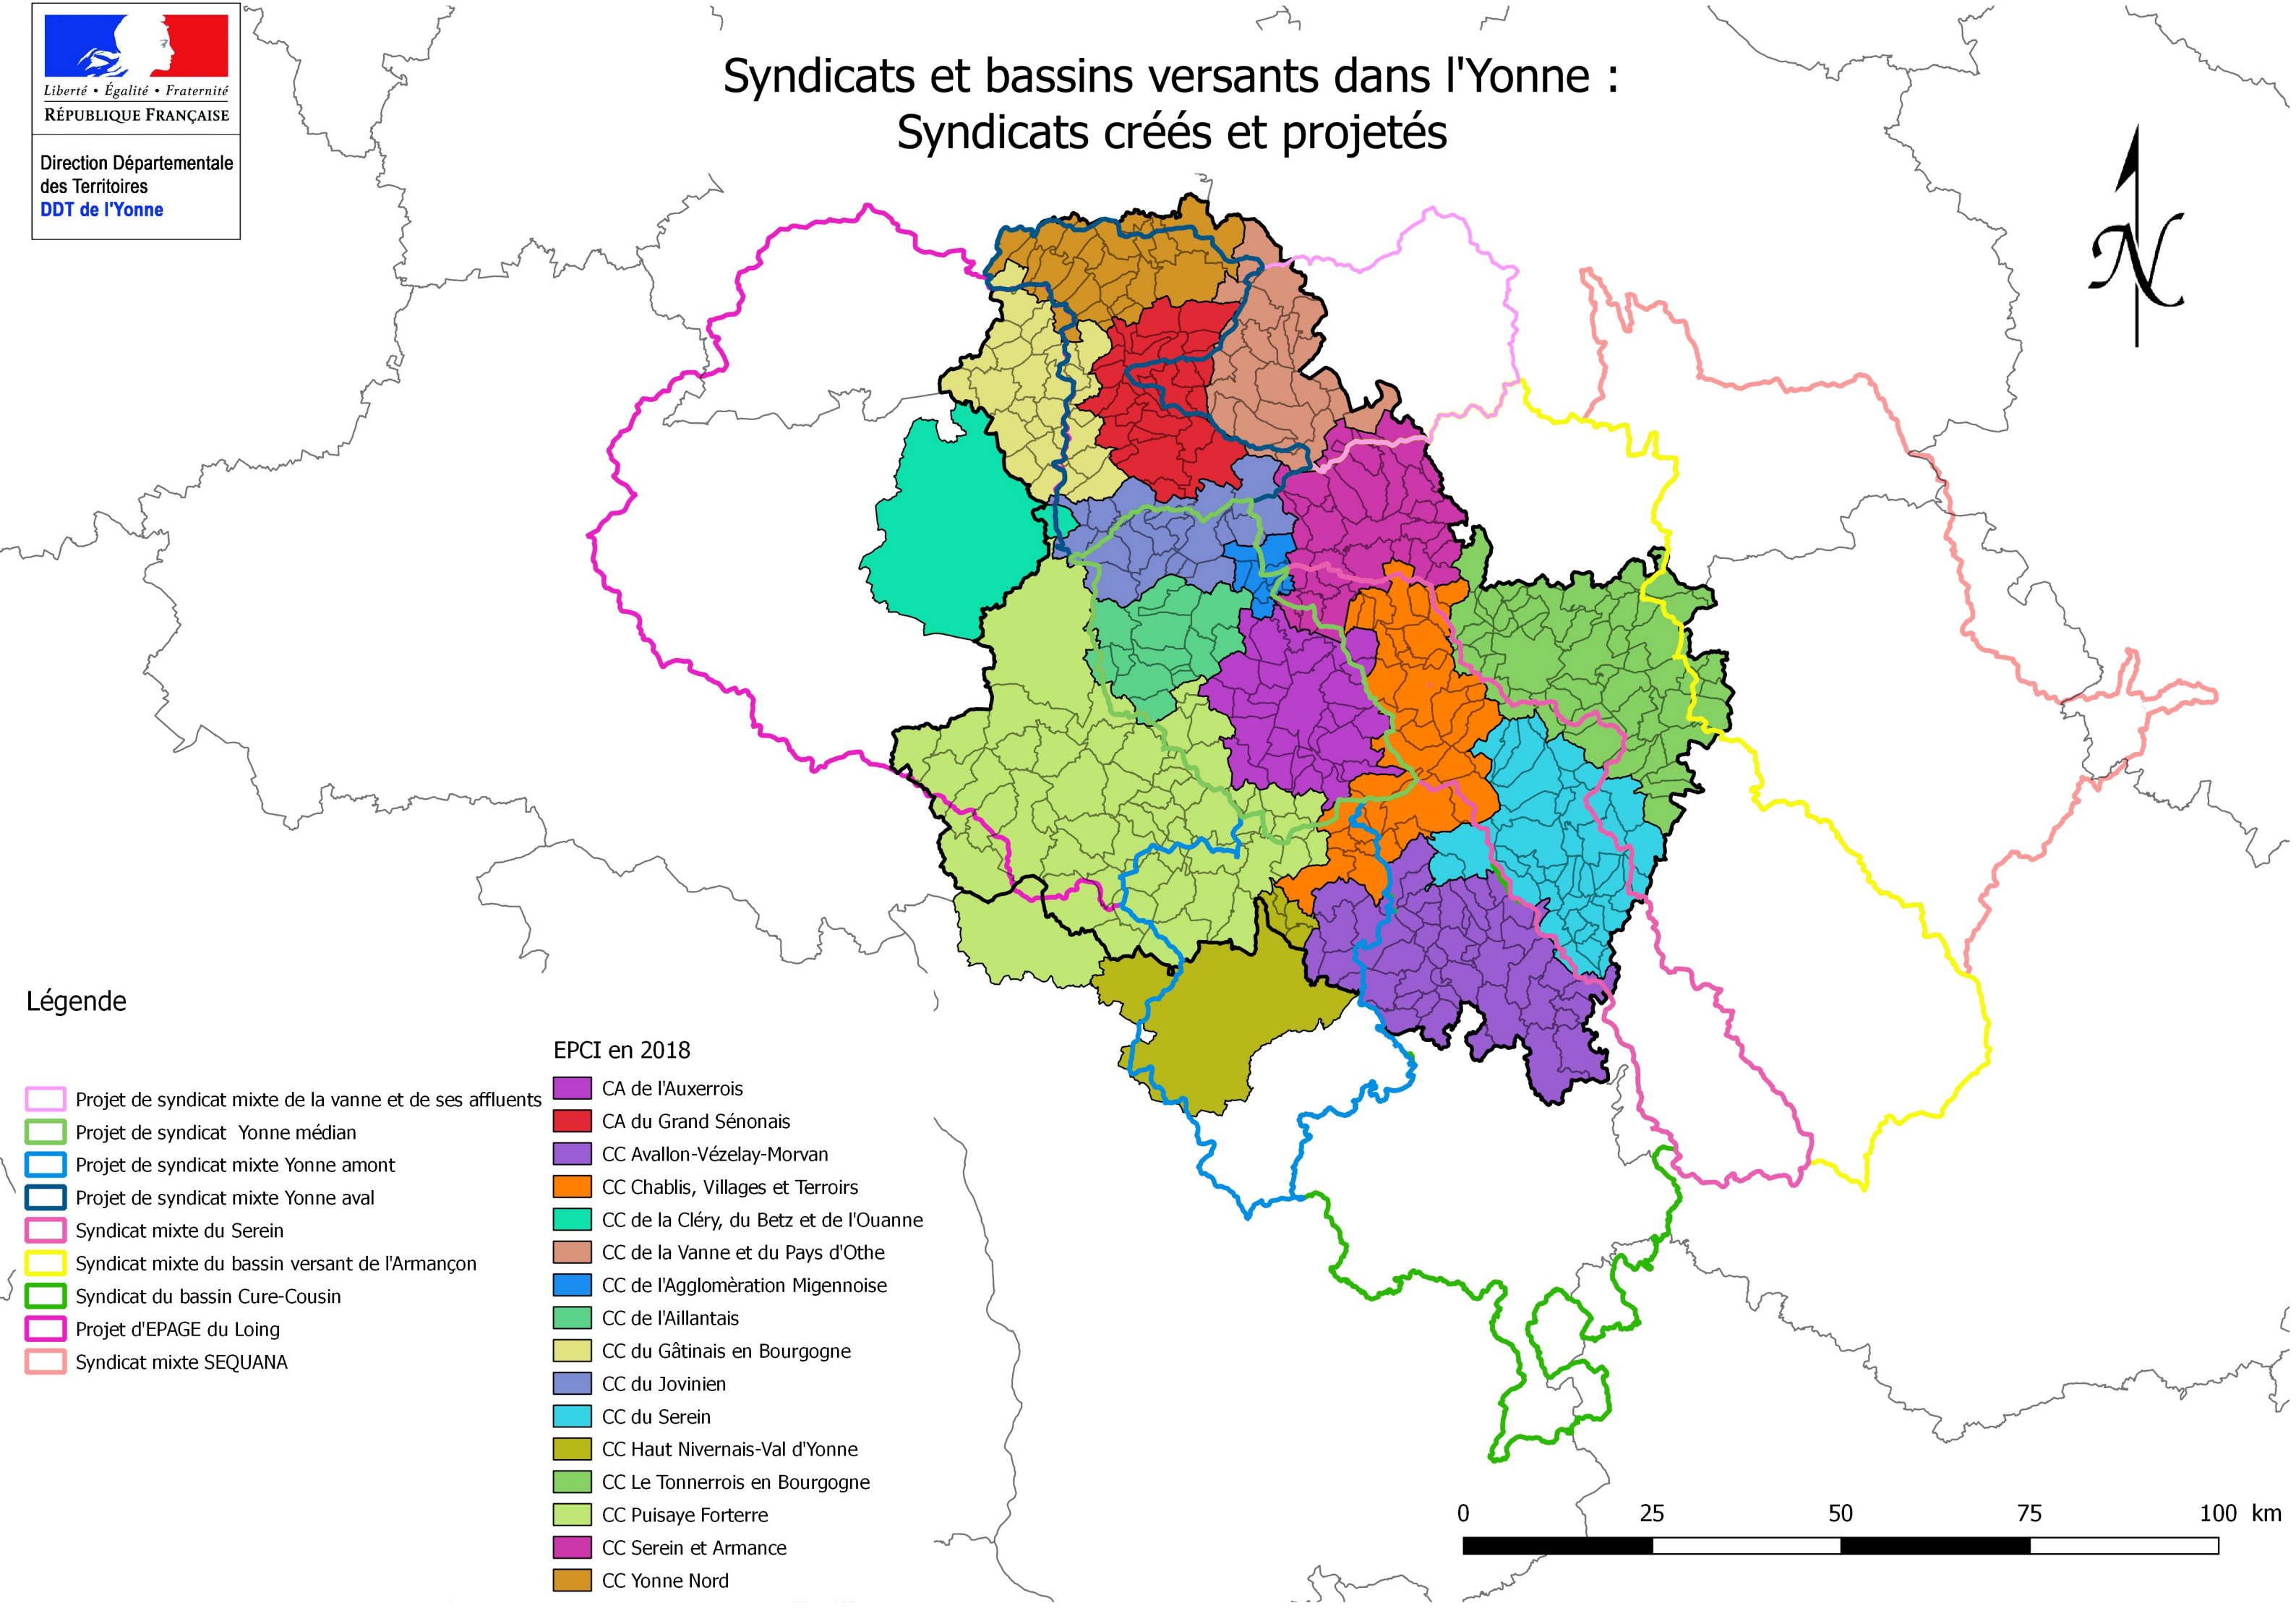 Liberté • Égalité • Fraternité
RÉPUBLIQUE FRANÇAISE
Direction Départementale
des Territoires
DDT de l'Yonne
Syndicats et bassins versants dans l'Yonne :
Syndicats créés et projetés
N
Légende
Projet de syndicat mixte de la vanne et de ses affluents
Projet de syndicat Yonne médian
Projet de syndicat mixte Yonne amont
Projet de syndicat mixte Yonne aval
Syndicat mixte du Serein
Syndicat mixte du bassin versant de l'Armançon
Syndicat du bassin Cure-Cousin
Projet d'EPAGE du Loing
Syndicat mixte SEQUANA
EPCI en 2018
CA de l'Auxerrois
CA du Grand Sénonais
CC Avallon-Vézelay-Morvan
CC Chablis, Villages et Terroirs
CC de la Cléry, du Betz et de l'Ouanne
CC de la Vanne et du Pays d'Othe
CC de l'Agglomèration Migennoise
CC de l'Aillantais
CC du Gâtinais en Bourgogne
CC du Jovinien
CC du Serein
CC Haut Nivernais-Val d'Yonne
CC Le Tonnerrois en Bourgogne
CC Puisaye Forterre
CC Serein et Armance
CC Yonne Nord
0 25 50 75 100 km